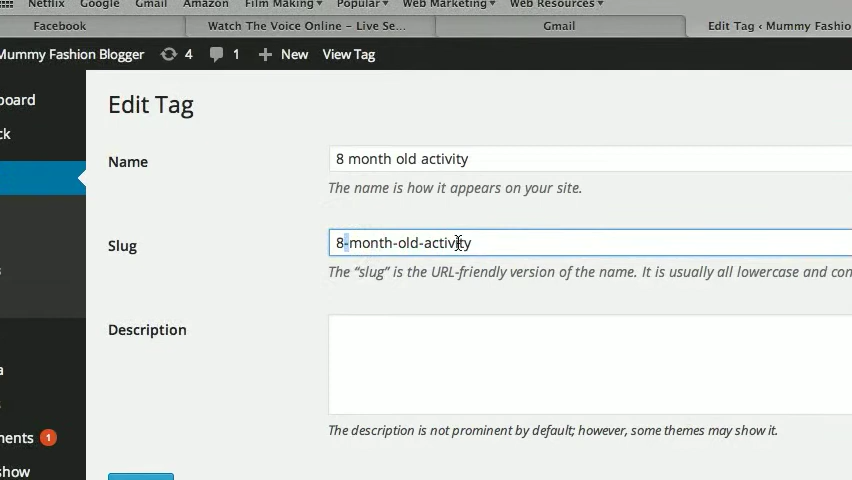 Netflix Google Gmail Amazon Film Making▾ Popular▾ Web Marketing▾ Web Resources▾
Facebook Watch The Voice Online – Live Se... Gmail Edit Tag ‹ Mummy Fashio
Mummy Fashion Blogger 4 1 + New View Tag
board
ck
Edit Tag
Name 8 month old activity
The name is how it appears on your site.
Slug 8-month-old-activity
The “slug” is the URL-friendly version of the name. It is usually all lowercase and con
Description
The description is not prominent by default; however, some themes may show it.
nents 1
show